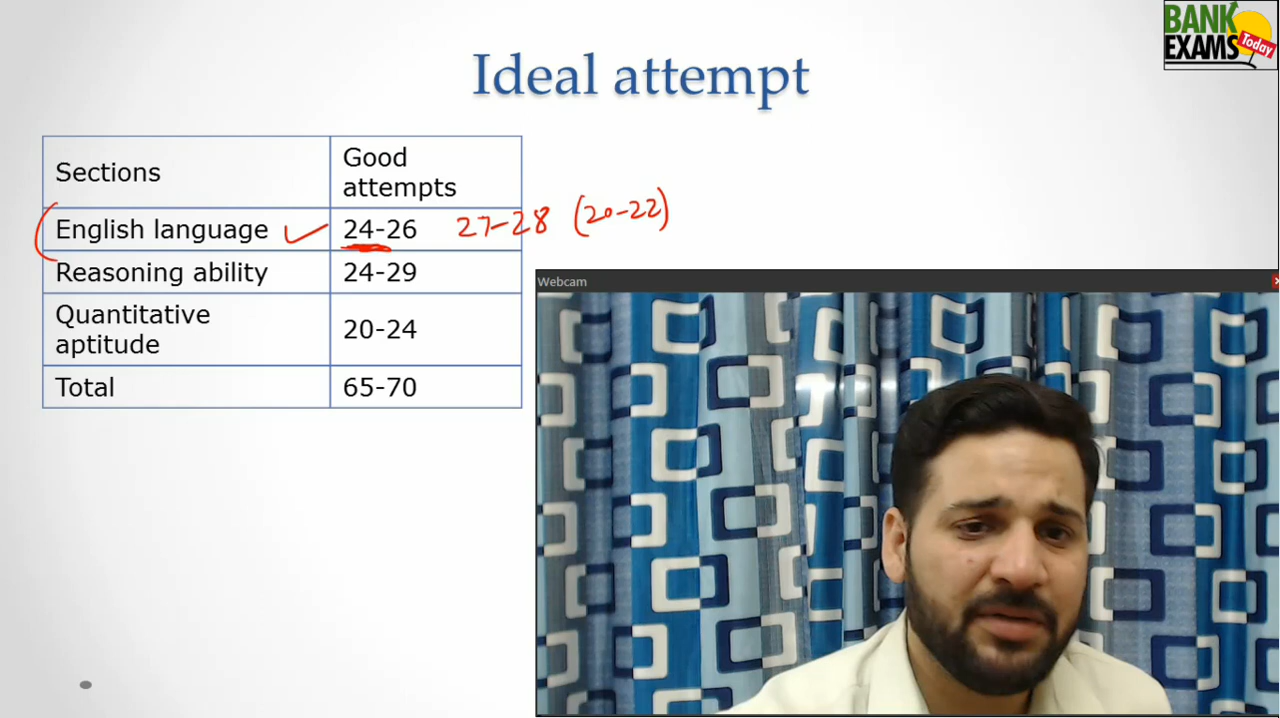 BANK
EXAMS
Today
Ideal attempt
Sections
Good
attempts
English language
24-26 27-28 (20-22)
Reasoning ability
24-29
Quantitative
aptitude
20-24
Total
65-70
Webcam